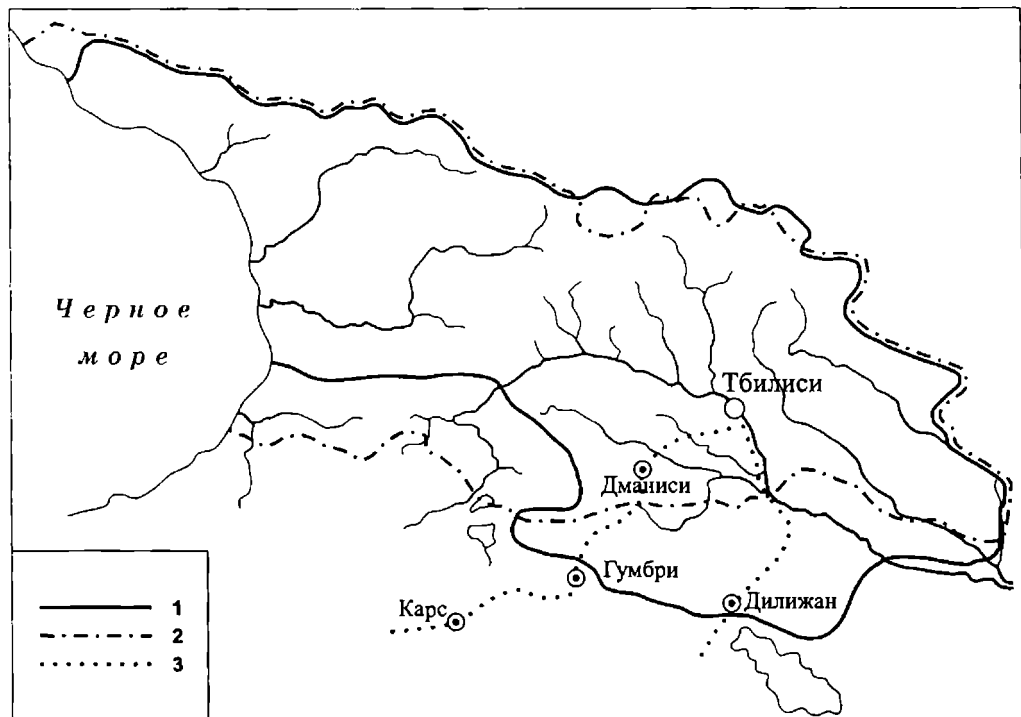 Черное
море
Тбилиси
Дманиси
Гумбри
Карс
Дилижан
1
2
3